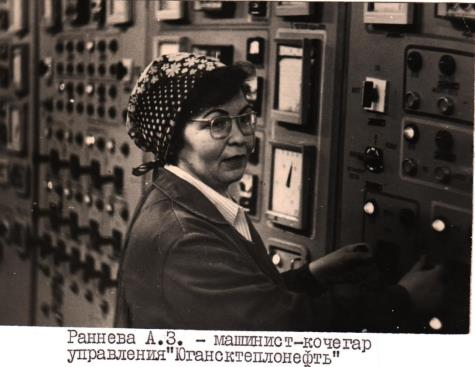 Раннева А.З. - машинист-кочегар
управления"Югансктеплонефть"